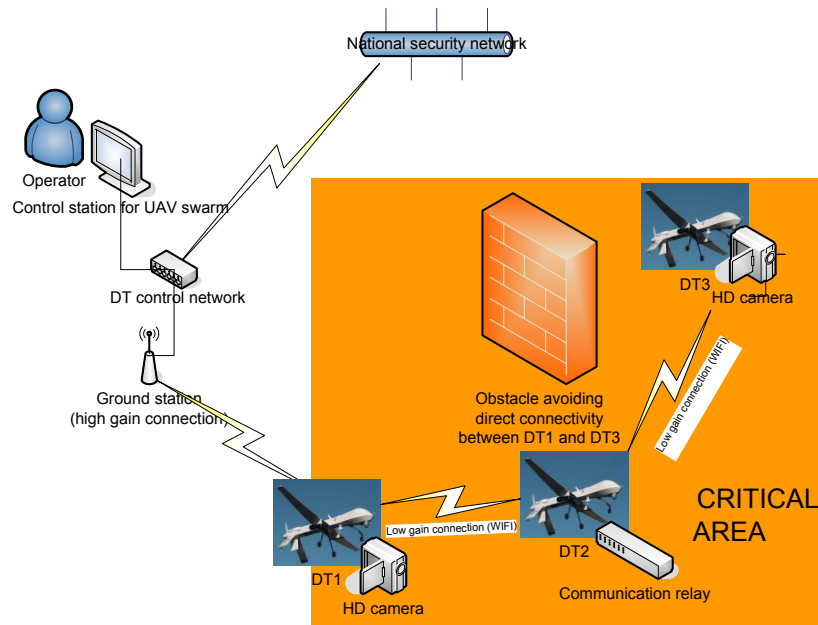 National security network
Operator
Control station for UAV swarm
DT control network
Ground station
(high gain connection)
Obstacle avoiding
direct connectivity
between DT1 and DT3
DT3
HD camera
Low gain connection (WIFI)
Low gain connection (WIFI)
CRITICAL
AREA
DT1
HD camera
DT2
Communication relay